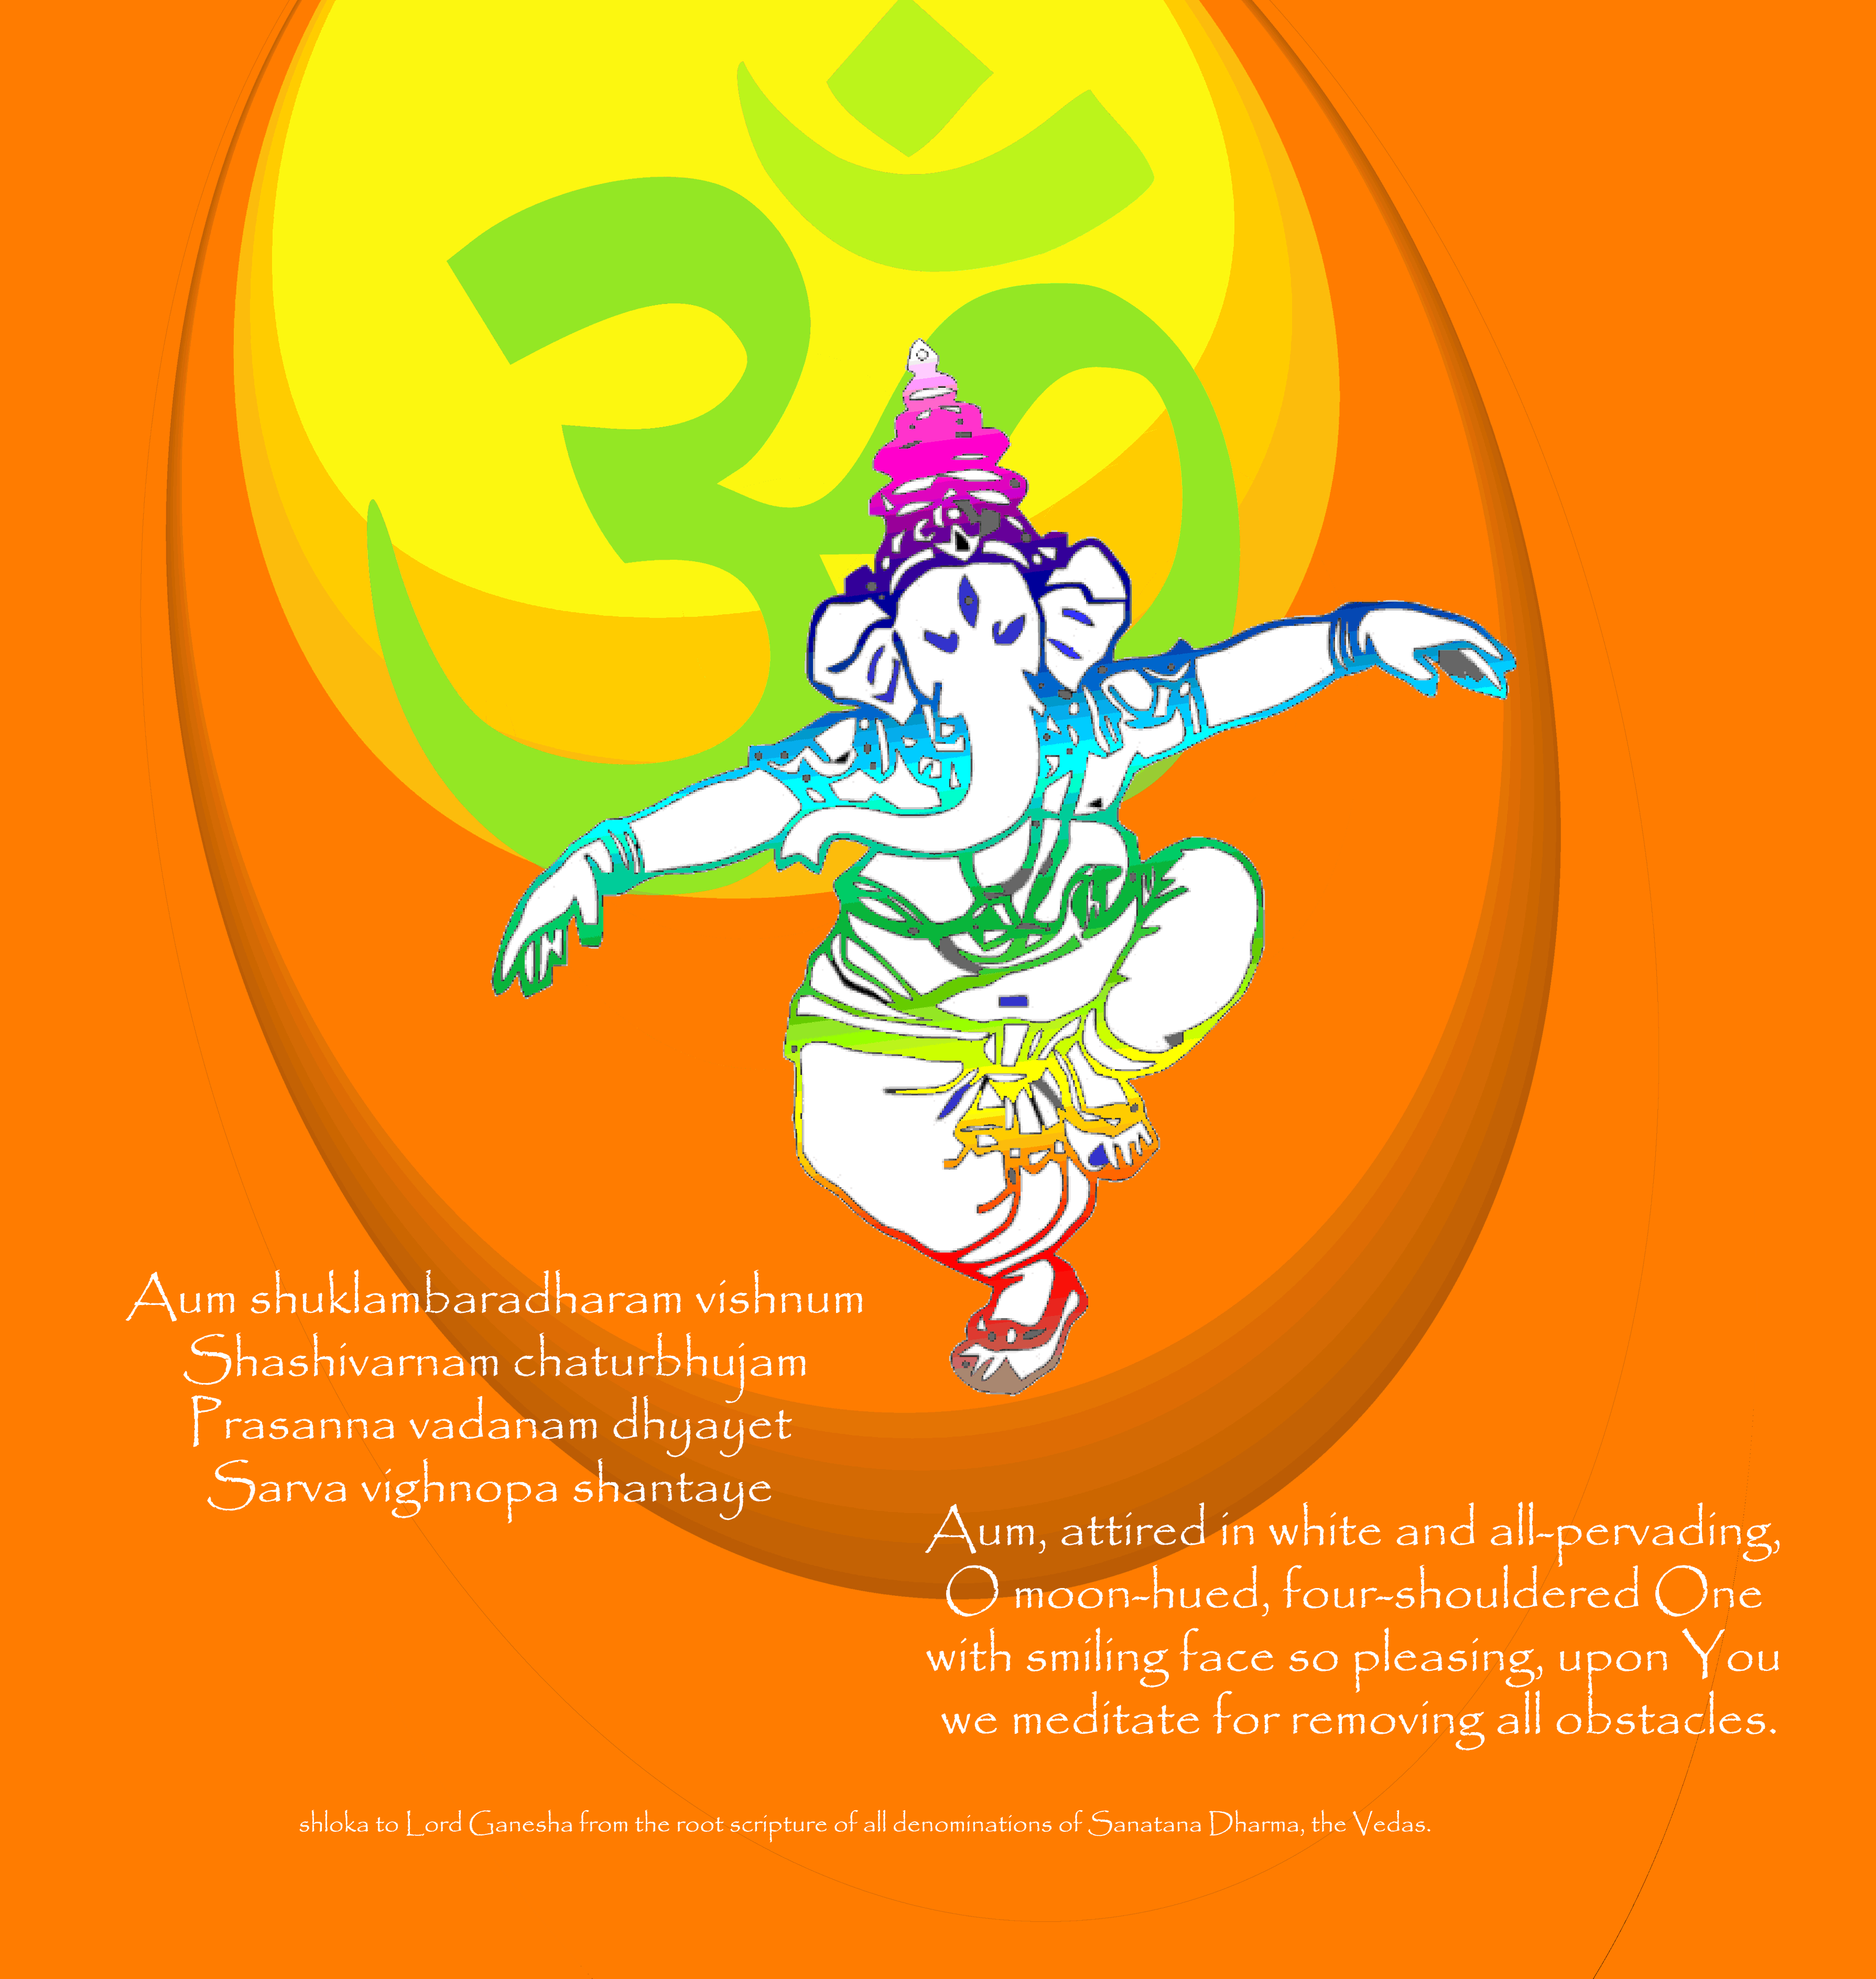 ॐ
Aum shuklambaradharam vishnum
Shashivarnam chaturbhujam
Prasanna vadanam dhyayet
Sarva vighnopa shantaye
Aum, attired in white and all-pervading,
O moon-hued, four-shouldered One
with smiling face so pleasing, upon You
we meditate for removing all obstacles.
shloka to Lord Ganesha from the root scripture of all denominations of Sanatana Dharma, the Vedas.